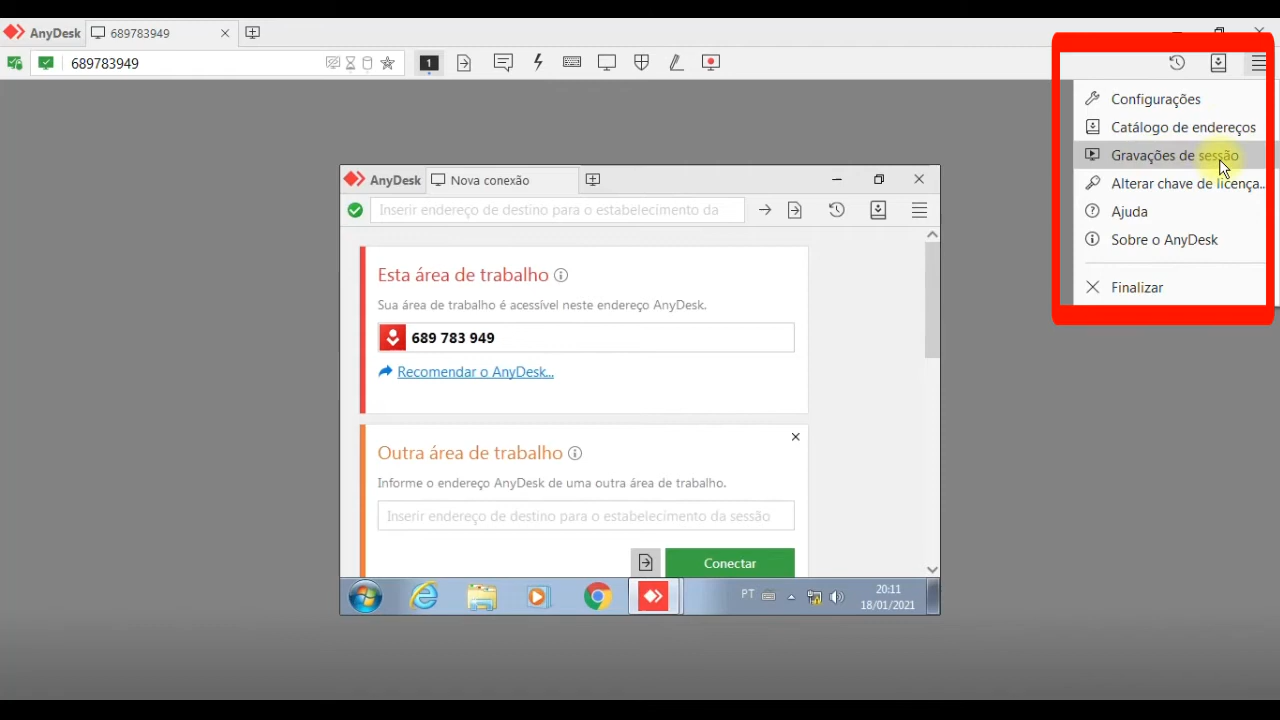 AnyDesk
689783949
689783949
1
Configurações
Catálogo de endereços
Gravações de sessão
Alterar chave de licença...
Ajuda
Sobre o AnyDesk
Finalizar
AnyDesk
Nova conexão
Inserir endereço de destino para o estabelecimento da
Esta área de trabalho
Sua área de trabalho é acessível neste endereço AnyDesk.
689 783 949
Recomendar o AnyDesk...
Outra área de trabalho
Informe o endereço AnyDesk de uma outra área de trabalho.
Inserir endereço de destino para o estabelecimento da sessão
Conectar
PT
20:11
18/01/2021